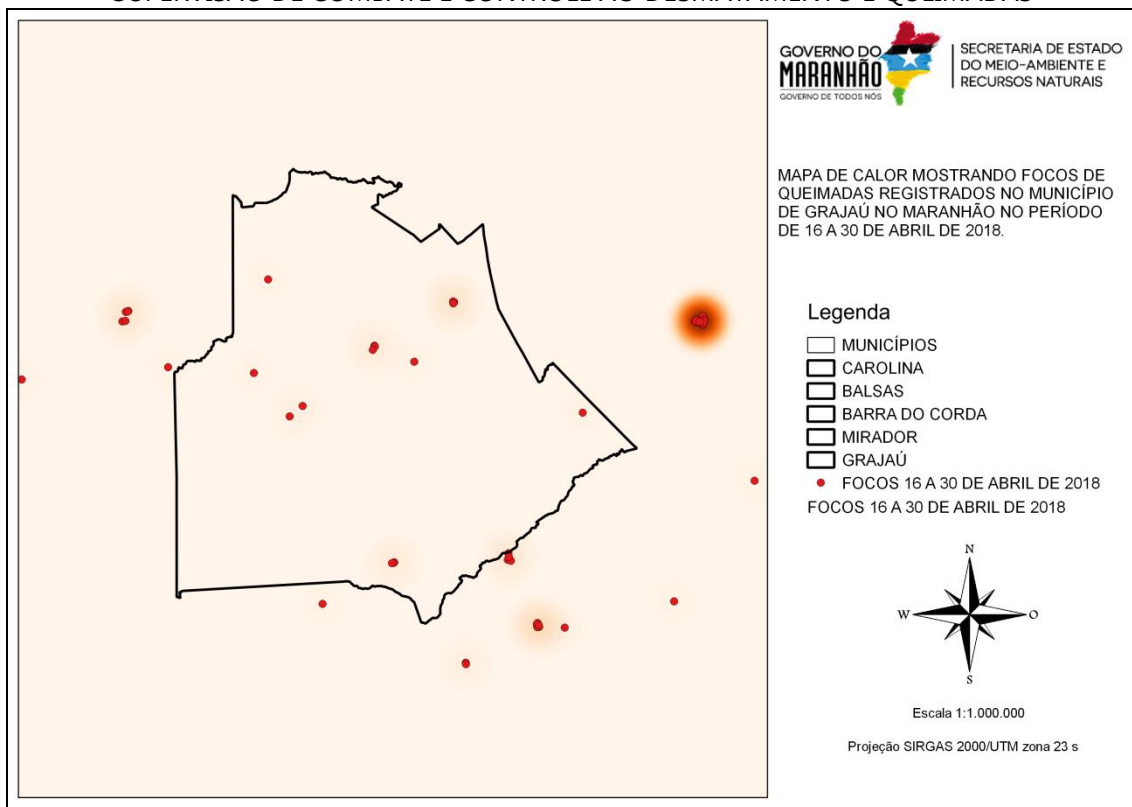 GOVERNO DO
MARANHÃO
GOVERNO DE TODOS NÓS
SECRETARIA DE ESTADO
DO MEIO-AMBIENTE E
RECURSOS NATURAIS
MAPA DE CALOR MOSTRANDO FOCOS DE
QUEIMADAS REGISTRADOS NO MUNICÍPIO
DE GRAJAÚ NO MARANHÃO NO PERÍODO
DE 16 A 30 DE ABRIL DE 2018.
Legenda
MUNICÍPIOS
CAROLINA
BALSAS
BARRA DO CORDA
MIRADOR
GRAJAÚ
FOCOS 16 A 30 DE ABRIL DE 2018
FOCOS 16 A 30 DE ABRIL DE 2018
N
W
O
S
Escala 1:1.000.000
Projeção SIRGAS 2000/UTM zona 23 s